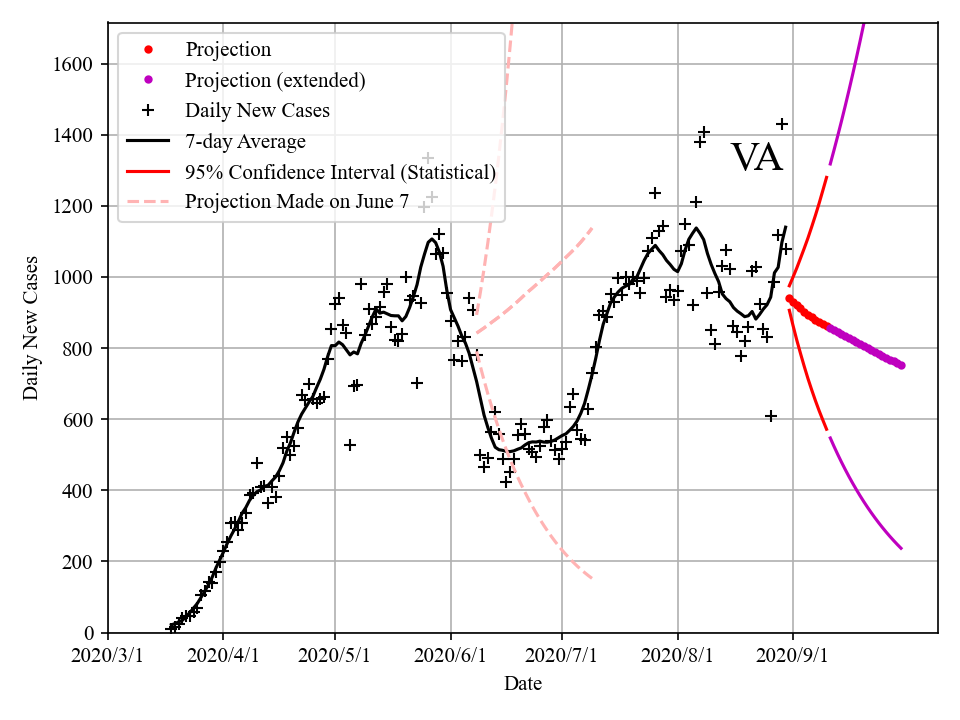 Projection
Projection (extended)
Daily New Cases
7-day Average
95% Confidence Interval (Statistical)
Projection Made on June 7
VA
1600
1400
1200
1000
800
600
400
200
0
Daily New Cases
2020/3/1 2020/4/1 2020/5/1 2020/6/1 2020/7/1 2020/8/1 2020/9/1
Date